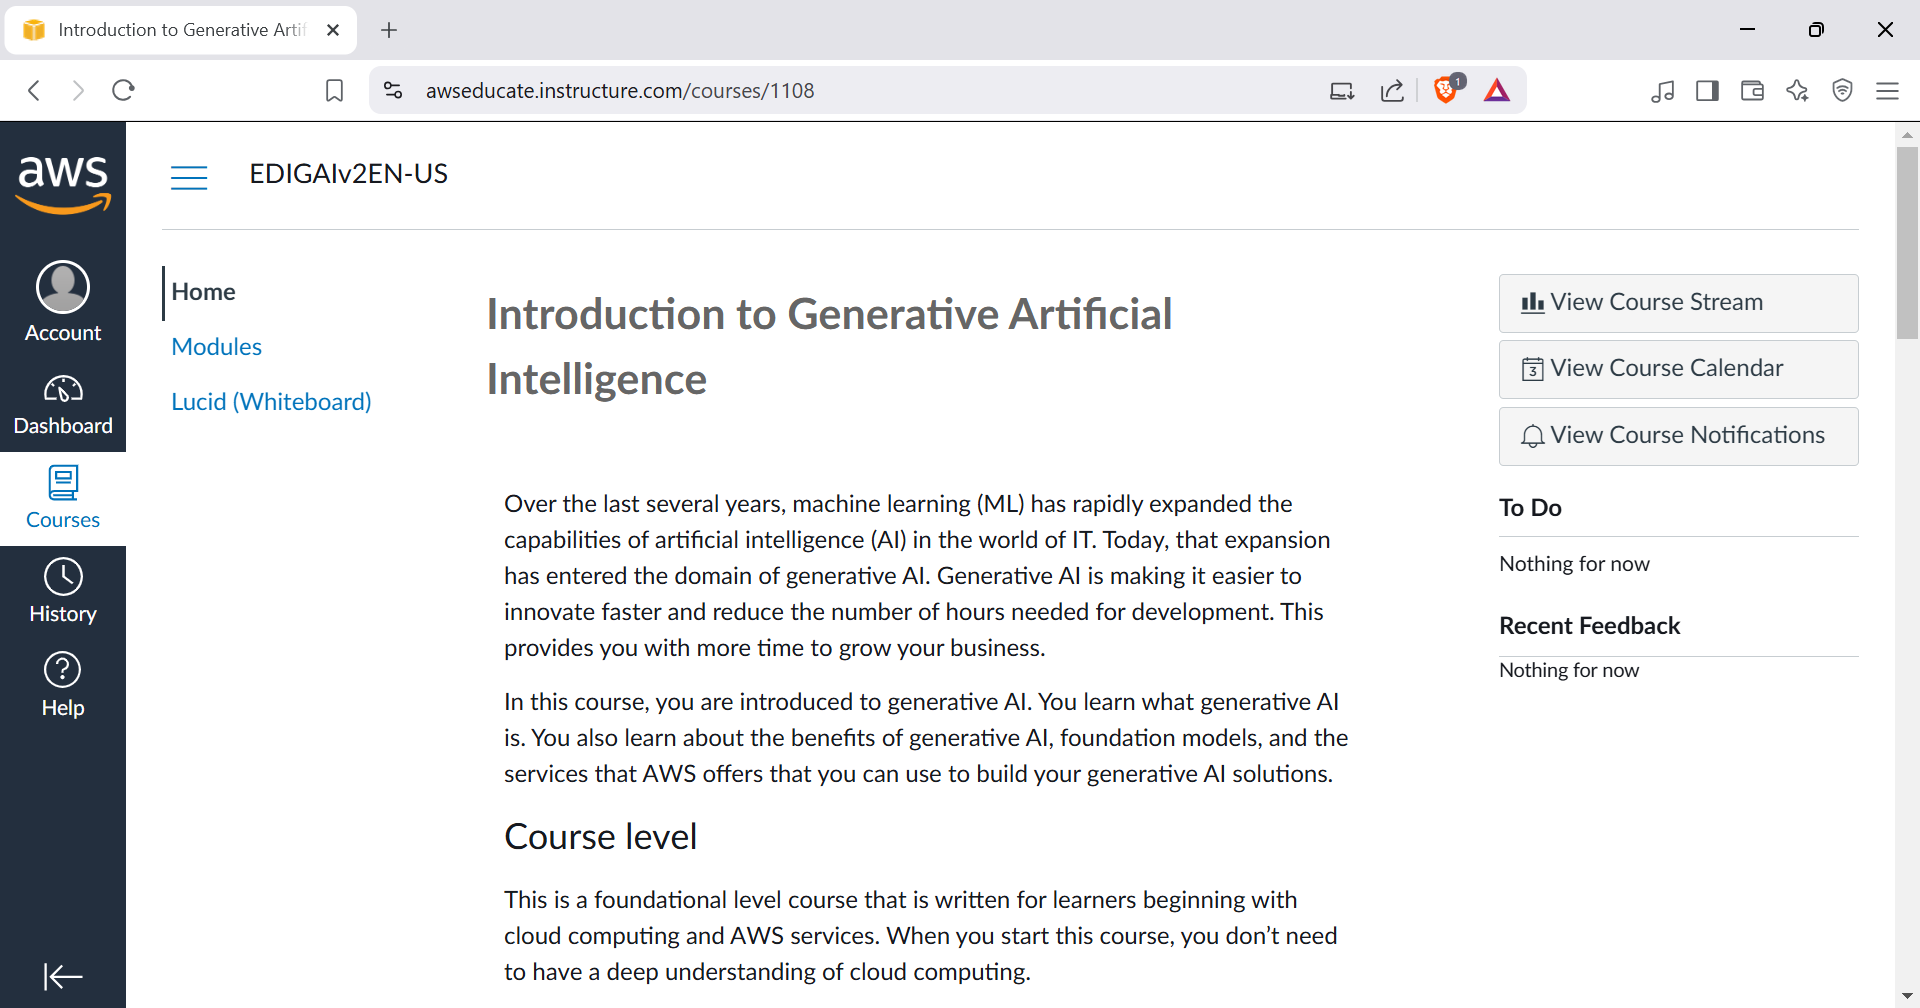 Introduction to Generative Arti
awseducate.instructure.com/courses/1108
1
aws
Account
Dashboard
Courses
History
Help
EDIGAIv2EN-US
Home
Modules
Lucid (Whiteboard)
Introduction to Generative Artificial
Intelligence
Over the last several years, machine learning (ML) has rapidly expanded the
capabilities of artificial intelligence (AI) in the world of IT. Today, that expansion
has entered the domain of generative AI. Generative AI is making it easier to
innovate faster and reduce the number of hours needed for development. This
provides you with more time to grow your business.
In this course, you are introduced to generative AI. You learn what generative AI
is. You also learn about the benefits of generative AI, foundation models, and the
services that AWS offers that you can use to build your generative AI solutions.
Course level
This is a foundational level course that is written for learners beginning with
cloud computing and AWS services. When you start this course, you don’t need
to have a deep understanding of cloud computing.
View Course Stream
3
View Course Calendar
View Course Notifications
To Do
Nothing for now
Recent Feedback
Nothing for now